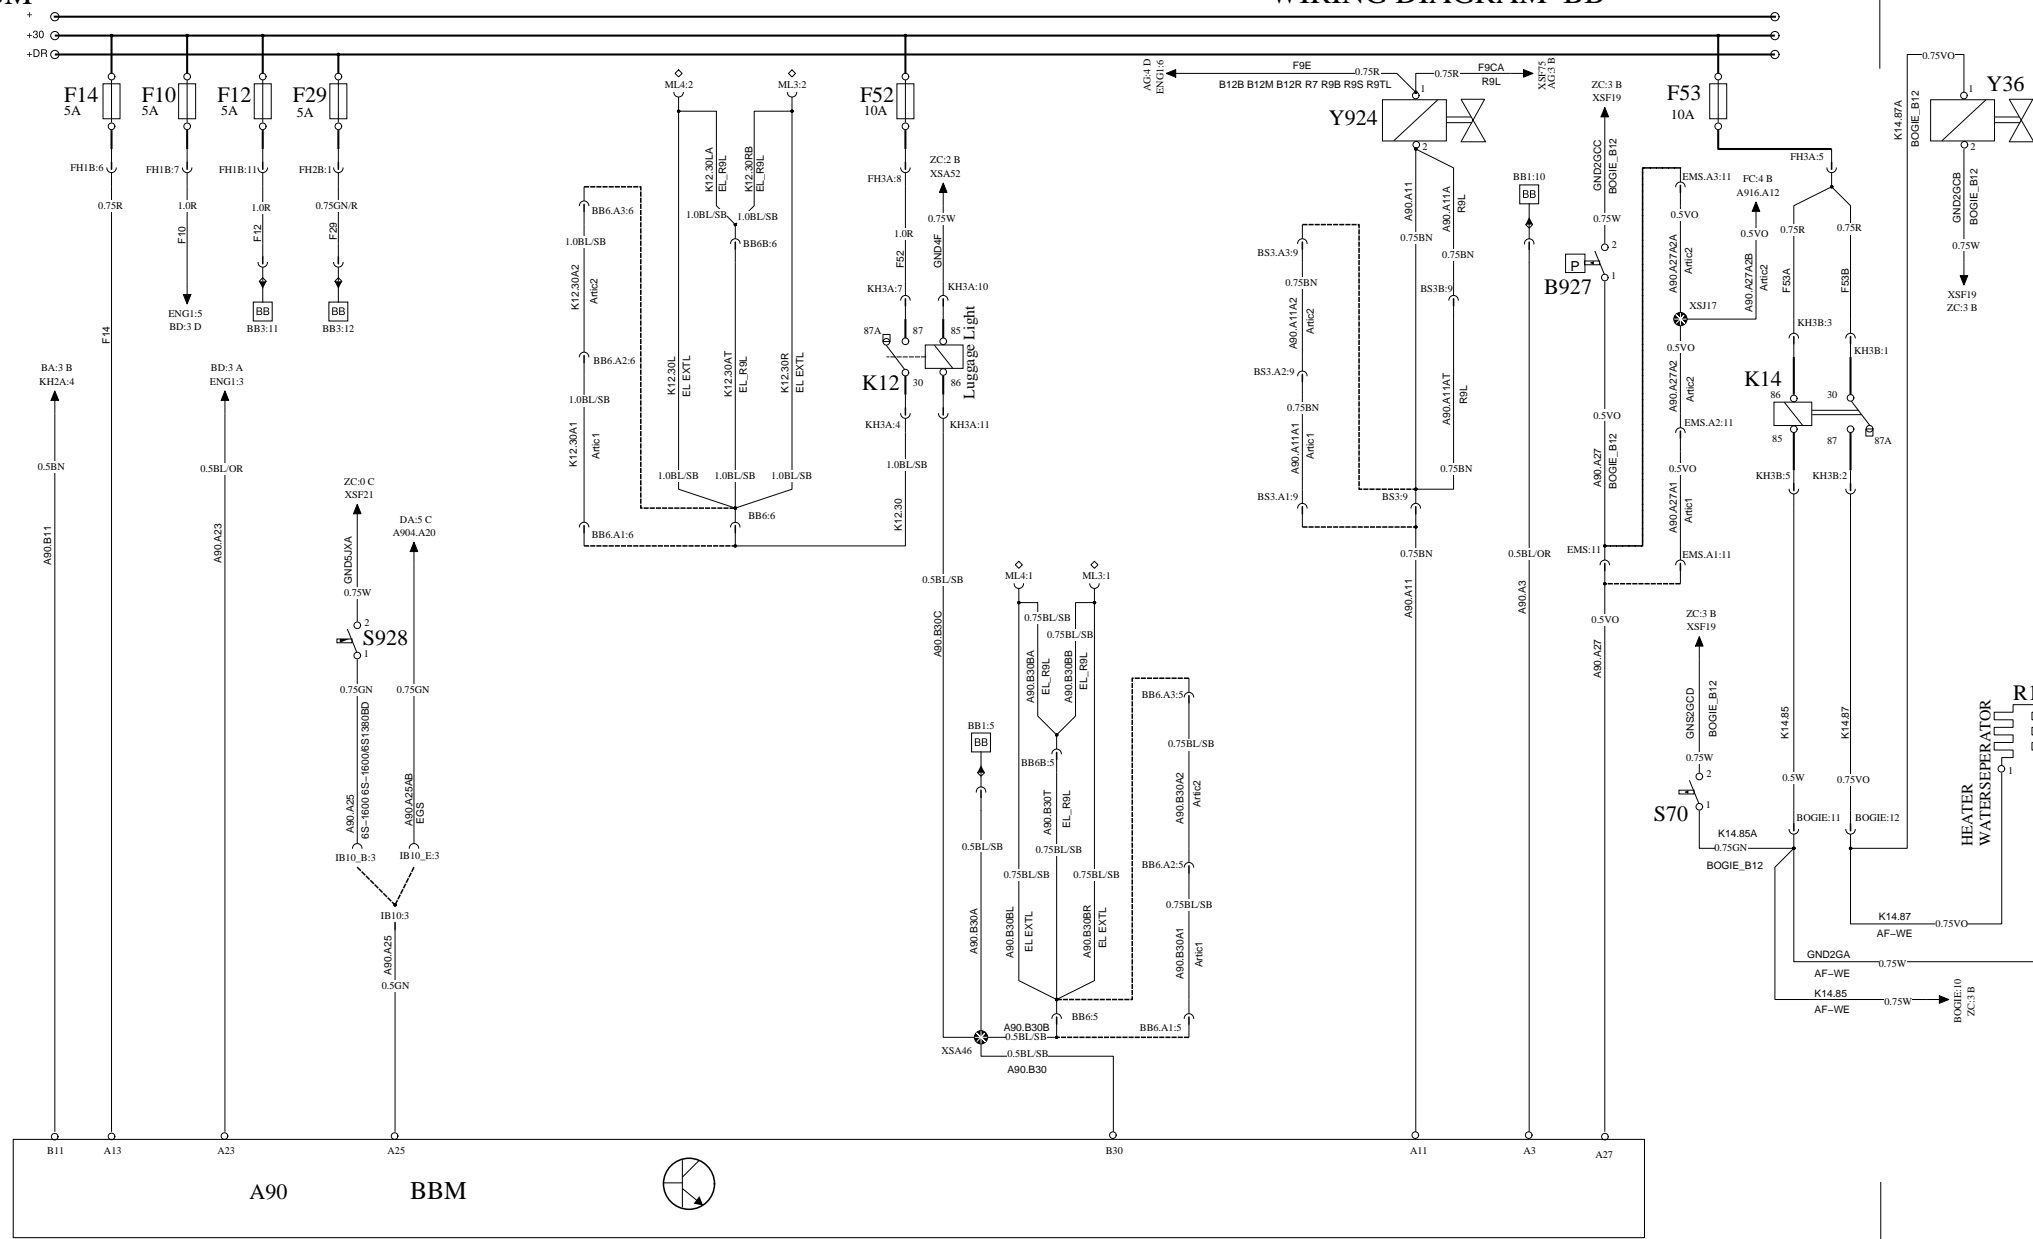 WIRING DIAGRAM BB
+
+30
+DR
F14
5A
F10
5A
F12
5A
F29
5A
FH1B:6
FH1B:7
FH1B:11
FH2B:1
0.75R
1.0R
1.0R
0.75GN/R
F14
F10
F12
F29
ENG1:5
BD:3 D
BB
BB3:11
BB
BB3:12
BA:3 B
KH2A:4
0.5BN
A90.B11
BD:3 A
ENG1:3
0.5BL/OR
A90.A23
ZC:0 C
XSF21
GND5JXA
0.75W
2
S928
1
0.75GN
A90.A25
6S-1600 6S-1600/6S1380BD
IB10_B:3
DA:5 C
A904.A20
0.75GN
A90.A25AB
EGS
IB10_E:3
IB10:3
A90.A25
0.5GN
ML4:2
ML3:2
K12.30LA
EL_R9L
K12.30RB
EL_R9L
1.0BL/SB
1.0BL/SB
BB6B:6
BB6.A3:6
1.0BL/SB
K12.30A2
Artic2
BB6.A2:6
1.0BL/SB
K12.30A1
Artic1
BB6.A1:6
K12.30L
EL EXTL
K12.30AT
EL_R9L
K12.30R
EL EXTL
1.0BL/SB
1.0BL/SB
1.0BL/SB
BB6:6
F52
10A
FH3A:8
1.0R
F52
KH3A:7
ZC:2 B
XSA52
0.75W
GND4F
KH3A:10
87A
87
85
K12
30
86
Luggage Light
KH3A:4
KH3A:11
1.0BL/SB
K12.30
0.5BL/SB
A90.B30C
ML4:1
ML3:1
0.75BL/SB
0.75BL/SB
A90.B30BA
EL_R9L
A90.B30BB
EL_R9L
BB6B:5
A90.B30T
EL_R9L
0.75BL/SB
0.75BL/SB
0.75BL/SB
A90.B30BL
EL EXTL
A90.B30BR
EL EXTL
BB6:5
BB1:5
BB
0.5BL/SB
A90.B30A
BB6.A3:5
0.75BL/SB
A90.B30A2
Artic2
BB6.A2:5
0.75BL/SB
A90.B30A1
Artic1
BB6.A1:5
XSA46
A90.B30B
0.5BL/SB
0.5BL/SB
A90.B30
AG:4 D
ENG1:6
F9E
0.75R
B12B B12M B12R R7 R9B R9S R9TL
0.75R
F9CA
R9L
XSF75
AG:3 B
1
Y924
2
A90.A11
0.75BN
A90.A11A
R9L
0.75BN
BS3B:9
A90.A11AT
R9L
0.75BN
BS3.A3:9
0.75BN
A90.A11A2
Artic2
BS3.A2:9
0.75BN
A90.A11A1
Artic1
BS3.A1:9
BS3:9
0.75BN
A90.A11
BB1:10
BB
0.5BL/OR
A90.A3
ZC:3 B
XSF19
GND2GCC
BOGIE_B12
0.75W
2
P
1
B927
0.5VO
A90.A27
BOGIE_B12
EMS:11
0.5VO
A90.A27
EMS.A3:11
0.5VO
A90.A27A2A
Artic2
XSJ17
FC:4 B
A916.A12
0.5VO
A90.A27A2B
Artic2
0.5VO
A90.A27A2
Artic2
EMS.A2:11
0.5VO
A90.A27A1
Artic1
EMS.A1:11
F53
10A
FH3A:5
0.75R
0.75R
F53A
F53B
KH3B:3
KH3B:1
K14
86
30
85
87
87A
KH3B:5
KH3B:2
K14.85
K14.87
0.5W
0.75VO
BOGIE:11
BOGIE:12
ZC:3 B
XSF19
GNS2GCD
BOGIE_B12
0.75W
2
S70
1
K14.85A
0.75GN
BOGIE_B12
0.75VO
K14.87A
BOGIE_B12
1
Y36
2
GND2GCB
BOGIE_B12
0.75W
XSF19
ZC:3 B
R1
HEATER
WATERSEPERATOR
1
K14.87
0.75VO
AF-WE
GND2GA
0.75W
AF-WE
K14.85
0.75W
AF-WE
BOGIE:10
ZC:3 B
B11
A13
A23
A25
B30
A11
A3
A27
A90
BBM